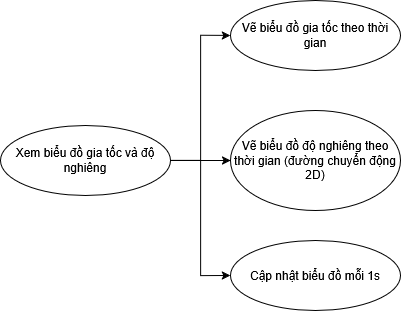 Vẽ biểu đồ gia tốc theo thời
gian
Xem biểu đồ gia tốc và độ
nghiêng
Vẽ biểu đồ độ nghiêng theo
thời gian (đường chuyển động
2D)
Cập nhật biểu đồ mỗi 1s